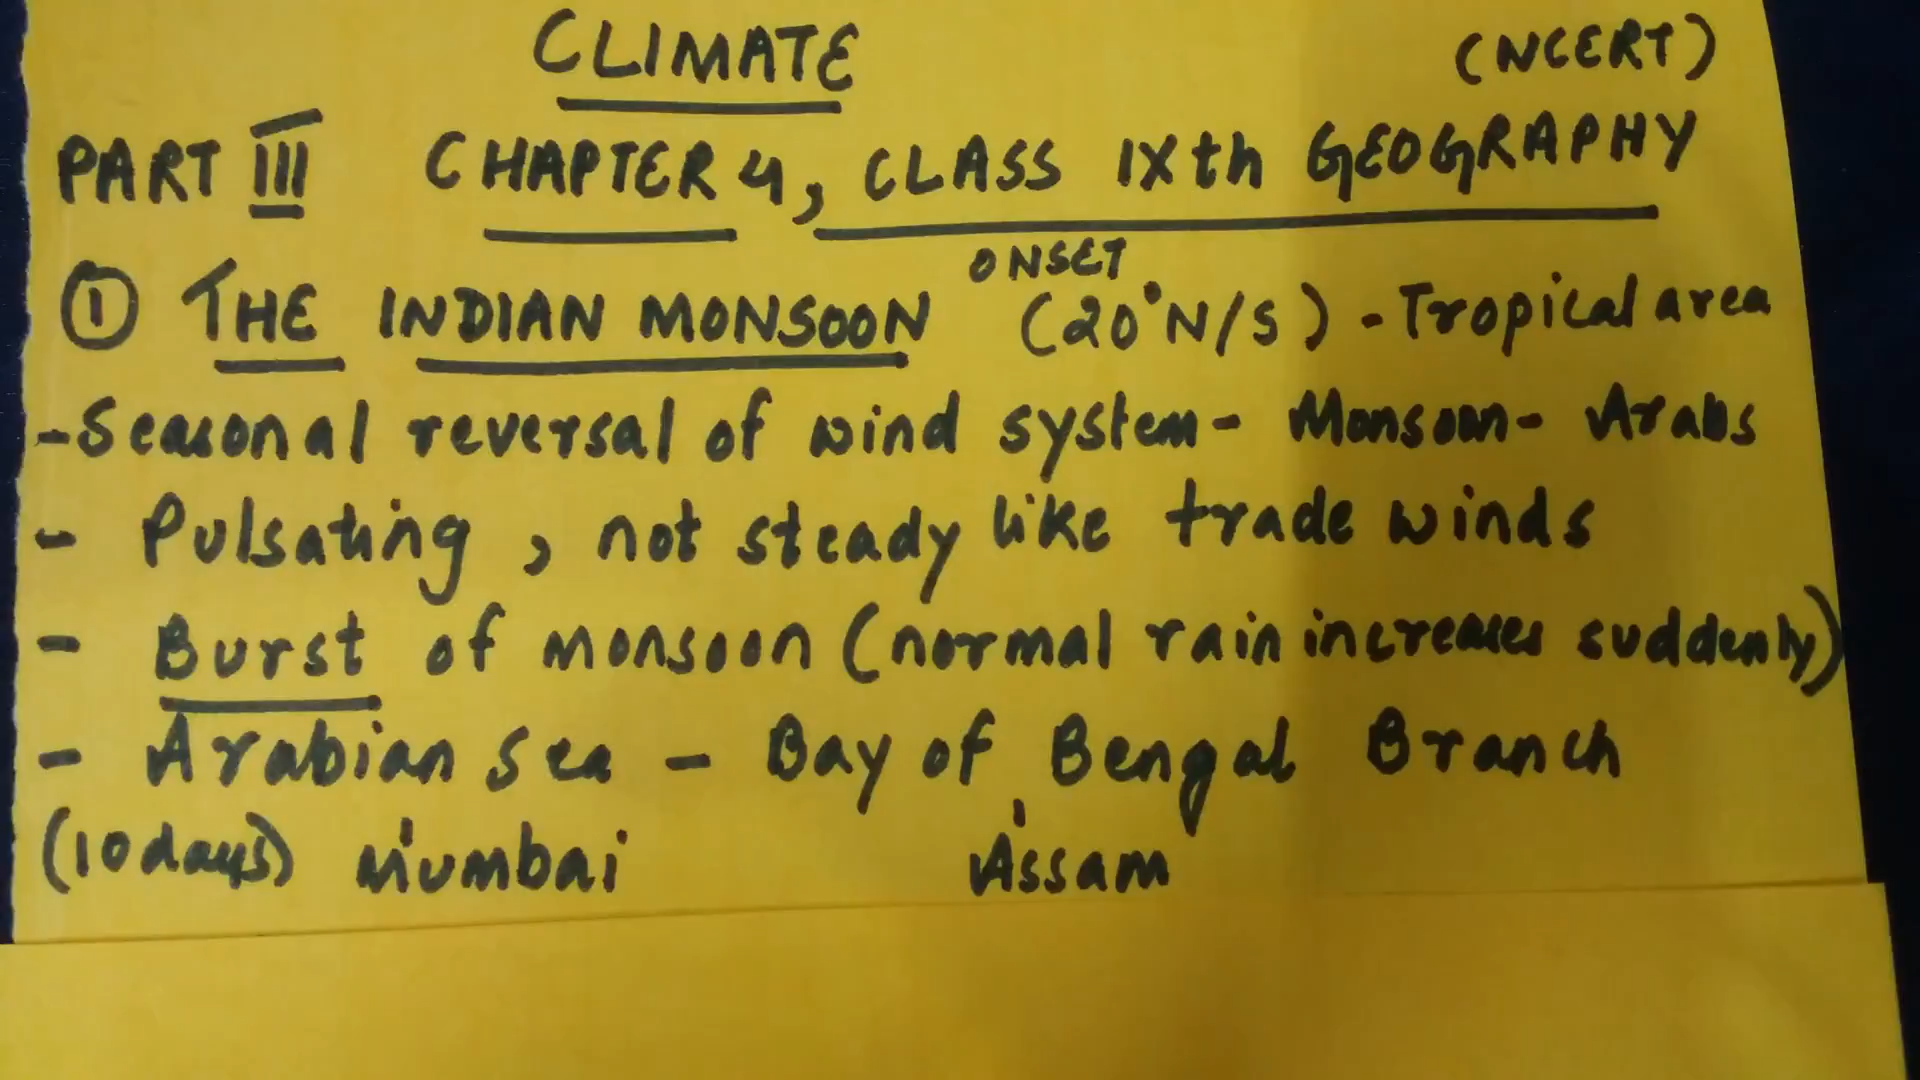 CLIMATE (NCERT)
PART III CHAPTER 4, CLASS IXth GEOGRAPHY
ONSET
① THE INDIAN MONSOON (20°N/S) - Tropical area
- Seasonal reversal of wind system - Monsoon - Arabs
- Pulsating, not steady like trade winds
- Burst of monsoon (normal rain increases suddenly)
- Arabian Sea - Bay of Bengal Branch
(10 days) Mumbai Assam